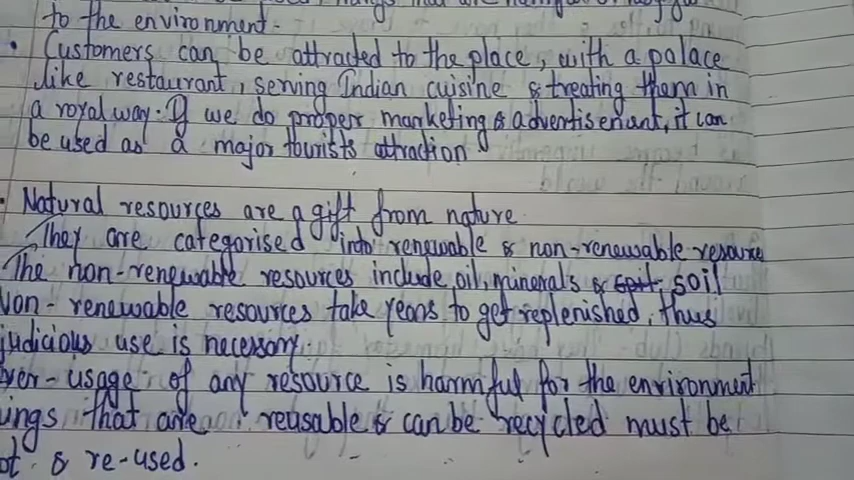 to the environment.
• Customers can be attracted to the place, with a palace
like restaurant, serving Indian cuisine & treating them in
a royal way. If we do proper marketing & advertisenant, it can
be used as a major tourists attraction
• Natural resources are a gift from nature
They are categorised into renewable & non-renewable resource
The non-renewable resources include oil, minerals & soil
Non-renewable resources take years to get replenished, thus
judicious use is necessary.
over-usage of any resource is harmful for the environment
that are reusable & can be recycled must be
& re-used.